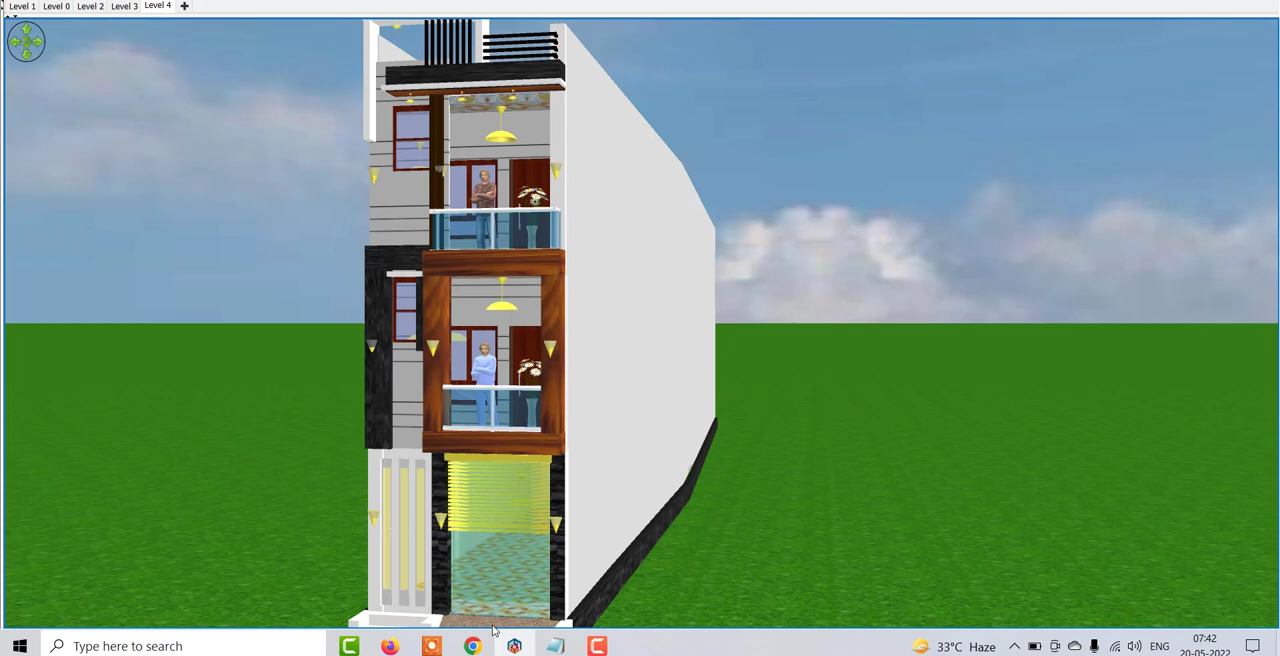 Level 1 Level 0 Level 2 Level 3 Level 4
Type here to search
33°C Haze
ENG
07:42
20-05-2022